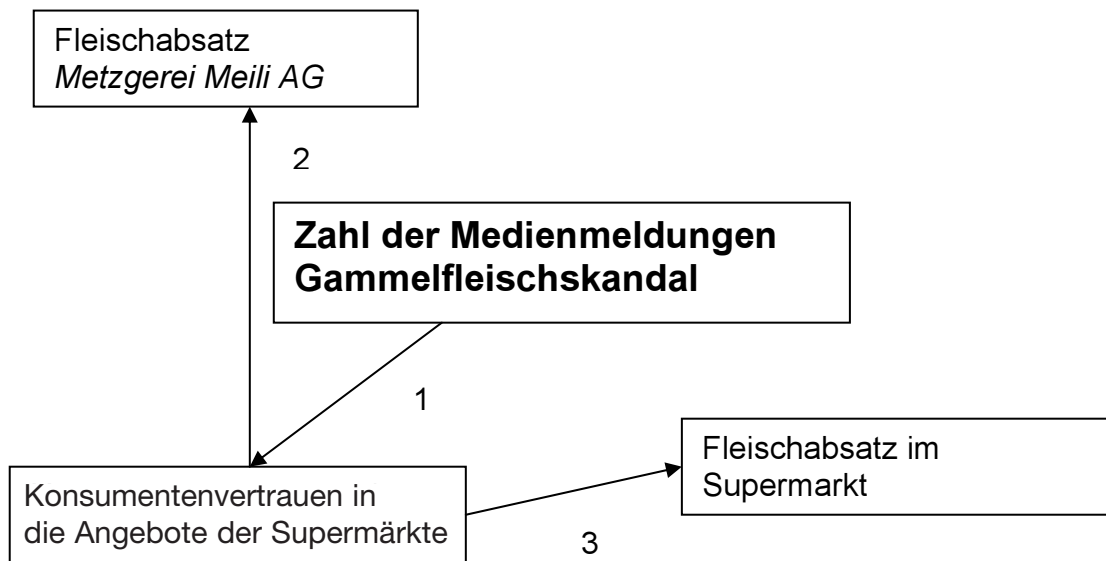 Fleischabsatz
Metzgerei Meili AG
2
Zahl der Medienmeldungen
Gammelfleischskandal
1
Fleischabsatz im
Supermarkt
Konsumentenvertrauen in
die Angebote der Supermärkte
3